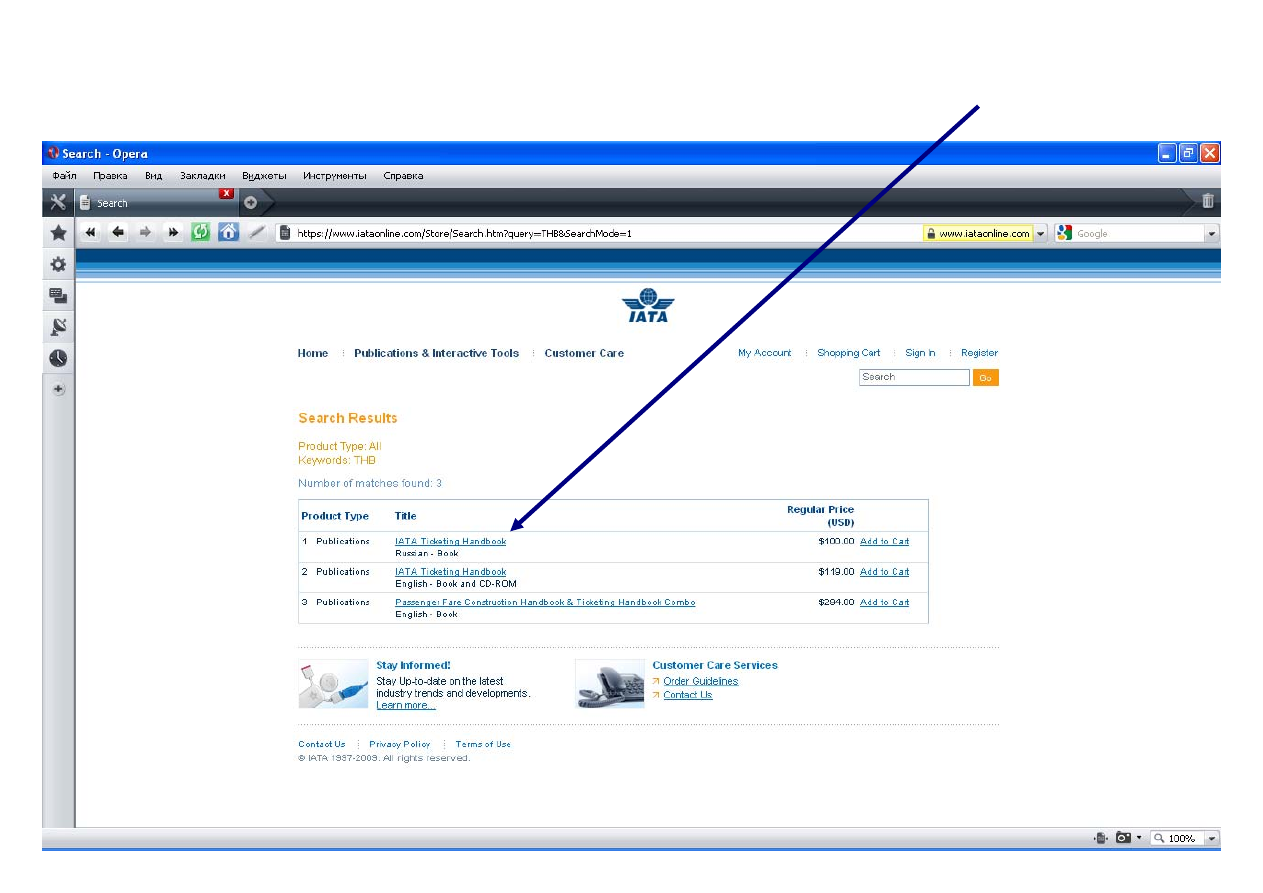 Search - Opera
Файл Правка Вид Закладки Виджеты Инструменты Справка
Search
https://www.iataonline.com/Store/Search.htm?query=THB&SearchMode=1 www.iataonline.com Google
IATA
Home Publications & Interactive Tools Customer Care My Account Shopping Cart Sign In Register
Search Go
Search Results
Product Type: All
Keywords: THB
Number of matches found: 3
Product Type Title Regular Price (USD)
1 Publications IATA Ticketing Handbook $100.00 Add to Cart
Russian - Book
2 Publications IATA Ticketing Handbook $119.00 Add to Cart
English - Book and CD-ROM
3 Publications Passenger Fare Construction Handbook & Ticketing Handbook Combo $294.00 Add to Cart
English - Book
Stay Informed! Customer Care Services
Stay Up-to-date on the latest Order Guidelines
industry trends and developments. Contact Us
Learn more...
Contact Us Privacy Policy Terms of Use
© IATA 1997-2009. All rights reserved.
100%